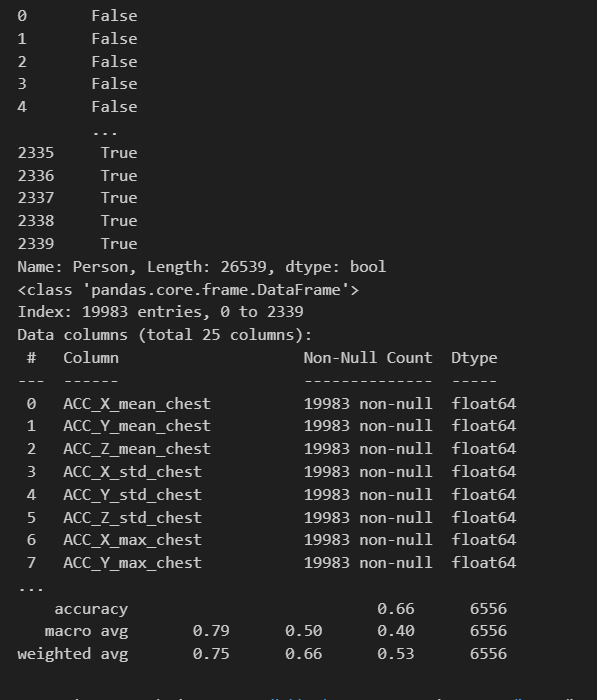 0       False
1       False
2       False
3       False
4       False
        ...
2335     True
2336     True
2337     True
2338     True
2339     True
Name: Person, Length: 26539, dtype: bool
<class 'pandas.core.frame.DataFrame'>
Index: 19983 entries, 0 to 2339
Data columns (total 25 columns):
 #   Column                    Non-Null Count  Dtype
---  ------                    --------------  -----
 0   ACC_X_mean_chest          19983 non-null  float64
 1   ACC_Y_mean_chest          19983 non-null  float64
 2   ACC_Z_mean_chest          19983 non-null  float64
 3   ACC_X_std_chest           19983 non-null  float64
 4   ACC_Y_std_chest           19983 non-null  float64
 5   ACC_Z_std_chest           19983 non-null  float64
 6   ACC_X_max_chest           19983 non-null  float64
 7   ACC_Y_max_chest           19983 non-null  float64
...
    accuracy                           0.66      6556
   macro avg       0.79      0.50      0.40      6556
weighted avg       0.75      0.66      0.53      6556